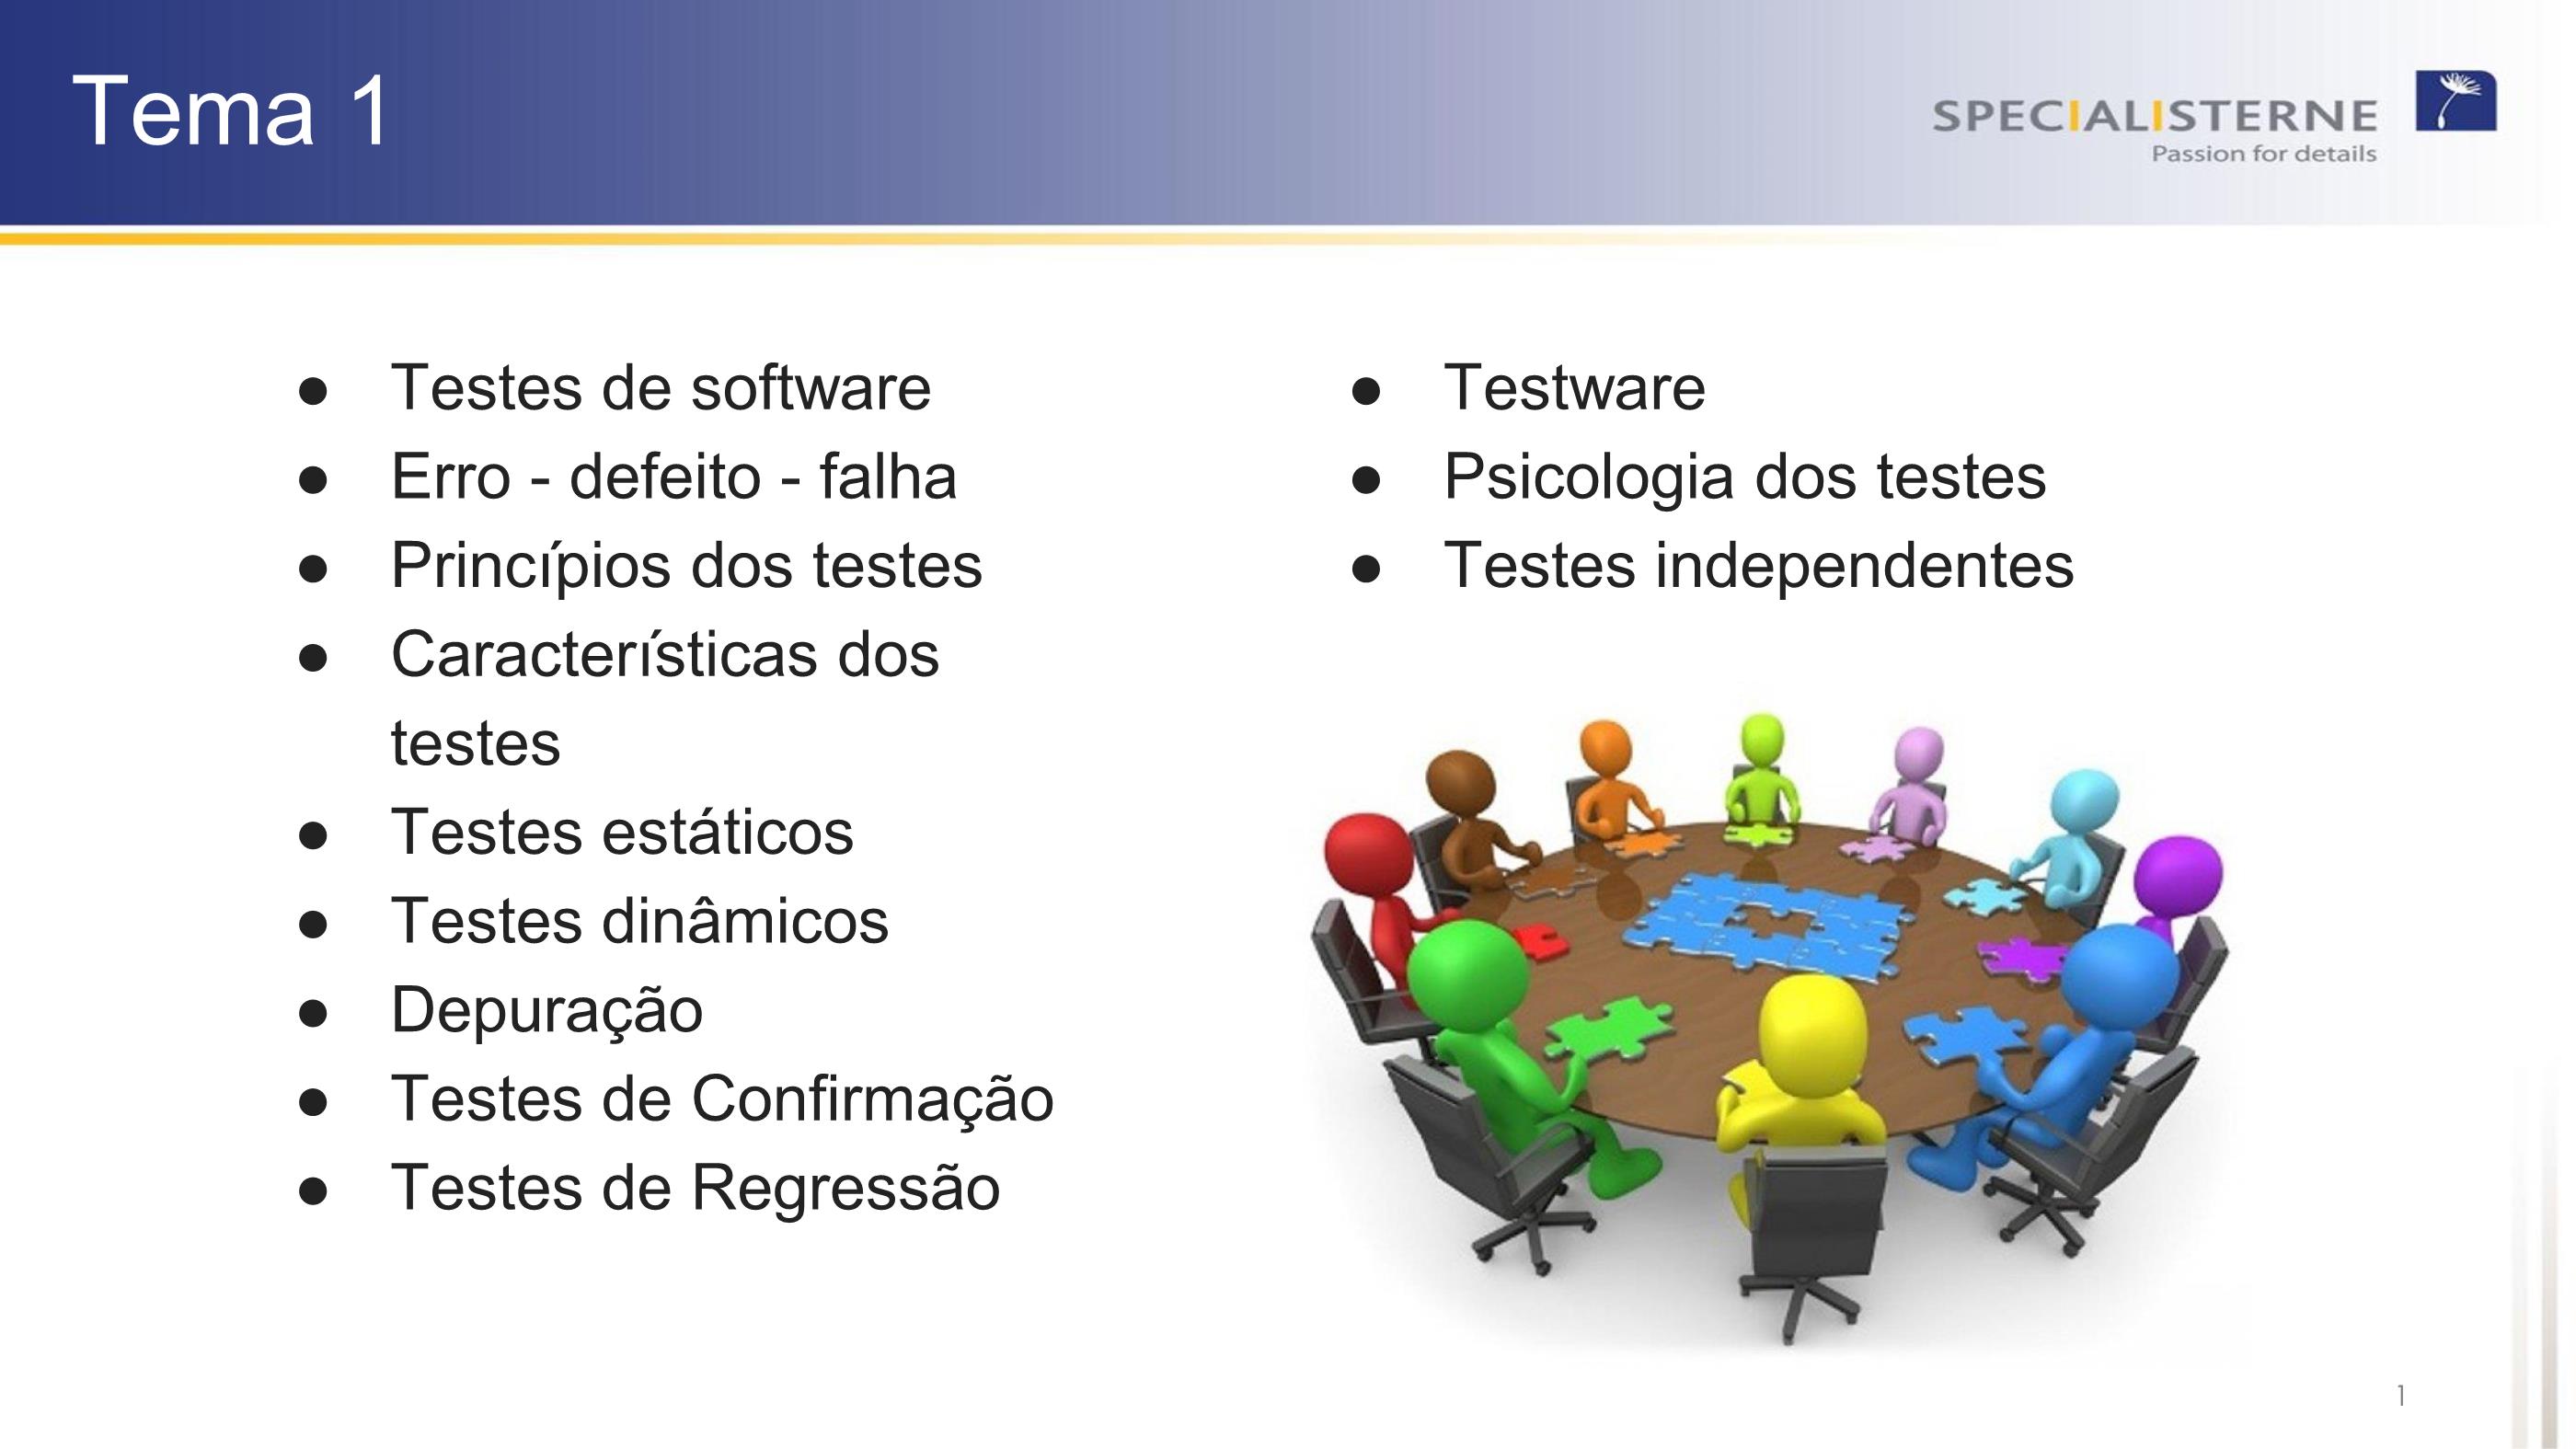 Tema 1
SPECIALISTERNE
Passion for details
● Testes de software
● Erro - defeito - falha
● Princípios dos testes
● Características dos
testes
● Testes estáticos
● Testes dinâmicos
● Depuração
● Testes de Confirmação
● Testes de Regressão
● Testware
● Psicologia dos testes
● Testes independentes
1